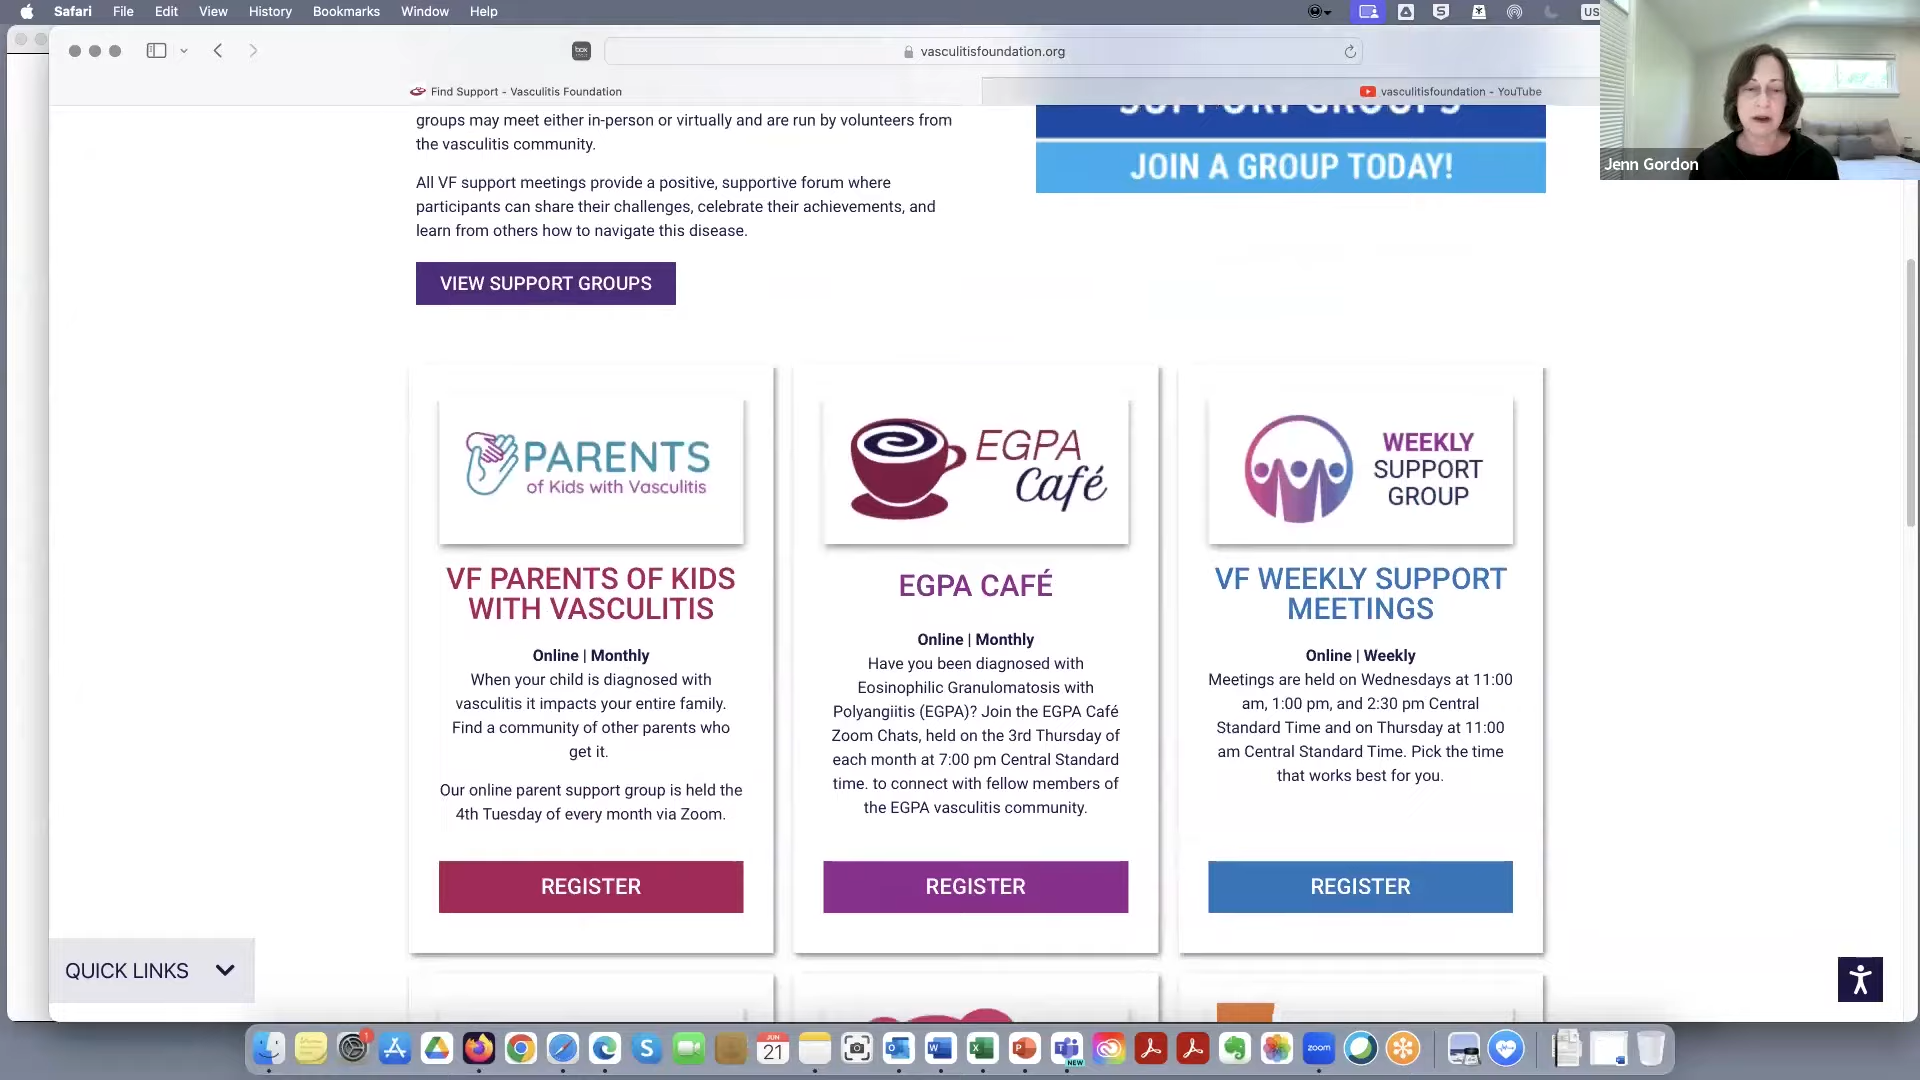 Safari File Edit View History Bookmarks Window Help
US
box
vasculitisfoundation.org
Find Support - Vasculitis Foundation
vasculitisfoundation - YouTube
Jenn Gordon
groups may meet either in-person or virtually and are run by volunteers from
the vasculitis community.
All VF support meetings provide a positive, supportive forum where
participants can share their challenges, celebrate their achievements, and
learn from others how to navigate this disease.
VIEW SUPPORT GROUPS
SUPPORT GROUPS
JOIN A GROUP TODAY!
PARENTS
of Kids with Vasculitis
VF PARENTS OF KIDS
WITH VASCULITIS
Online | Monthly
When your child is diagnosed with
vasculitis it impacts your entire family.
Find a community of other parents who
get it.
Our online parent support group is held the
4th Tuesday of every month via Zoom.
REGISTER
EGPA
Café
EGPA CAFÉ
Online | Monthly
Have you been diagnosed with
Eosinophilic Granulomatosis with
Polyangiitis (EGPA)? Join the EGPA Café
Zoom Chats, held on the 3rd Thursday of
each month at 7:00 pm Central Standard
time. to connect with fellow members of
the EGPA vasculitis community.
REGISTER
WEEKLY
SUPPORT
GROUP
VF WEEKLY SUPPORT
MEETINGS
Online | Weekly
Meetings are held on Wednesdays at 11:00
am, 1:00 pm, and 2:30 pm Central
Standard Time and on Thursday at 11:00
am Central Standard Time. Pick the time
that works best for you.
REGISTER
QUICK LINKS
JUN
21
NEW
zoom